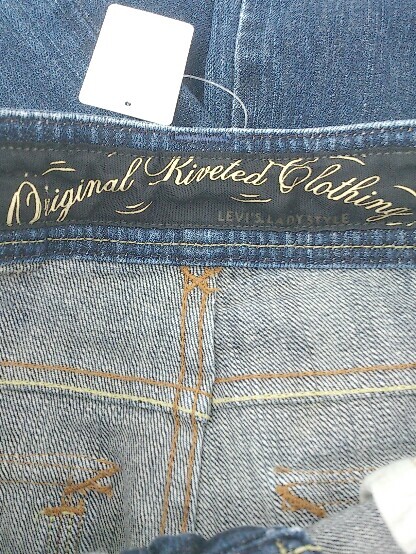 Original Riveted Clothing
LEVI'S LADY STYLE